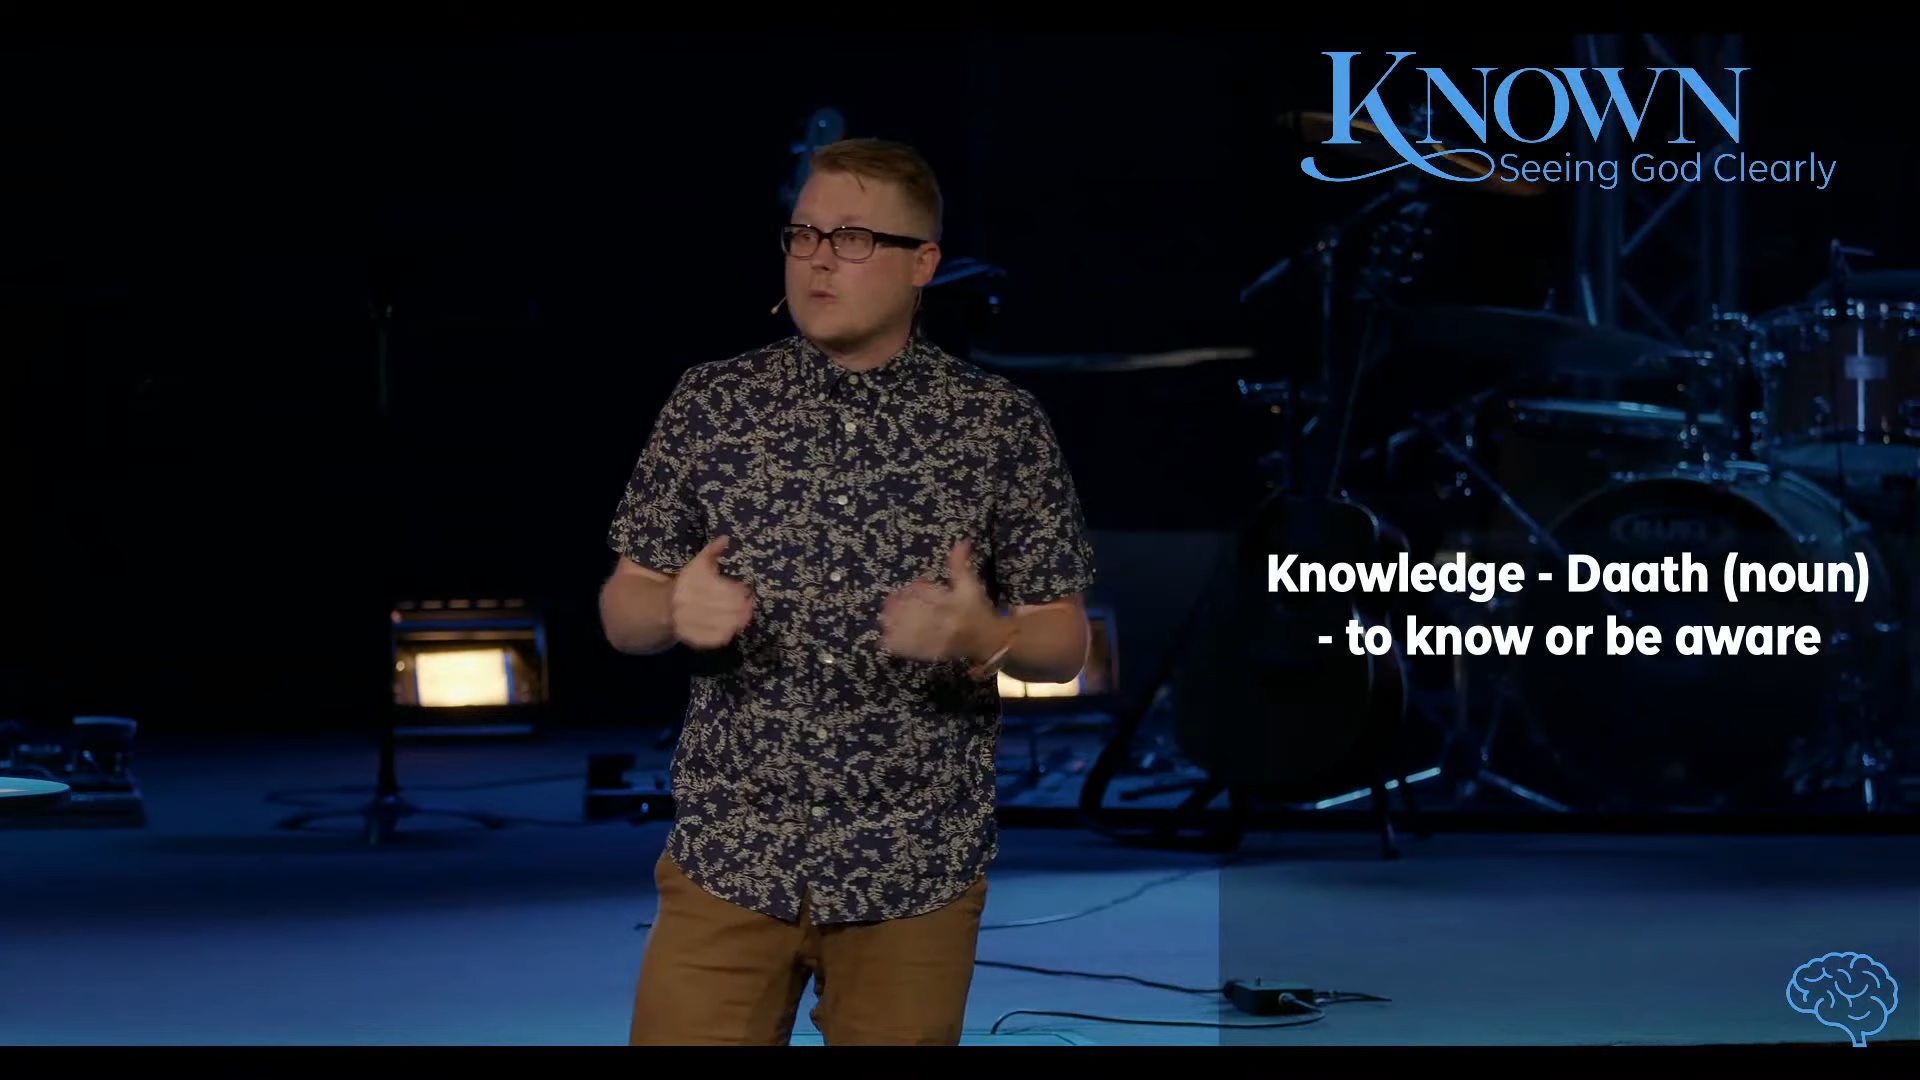 KNOWN
Seeing God Clearly
Knowledge - Daath (noun)
- to know or be aware